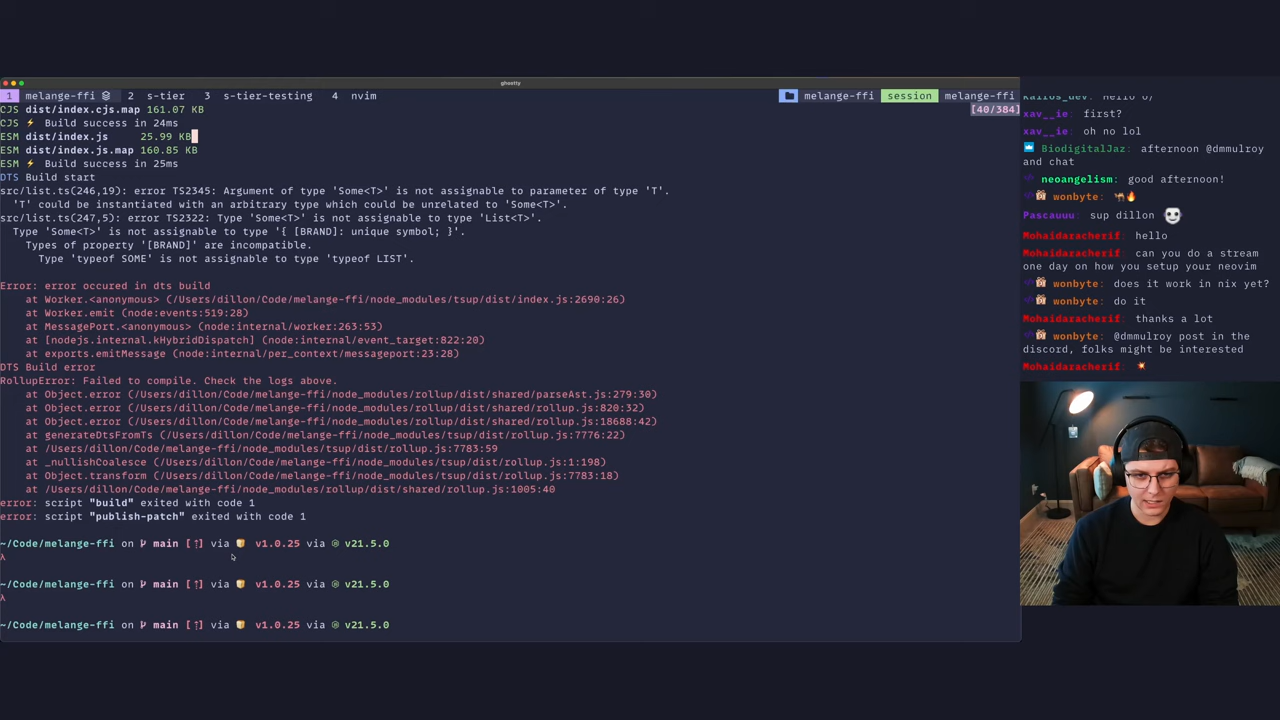 ghostty
1 melange-ffi 2 s-tier 3 s-tier-testing 4 nvim
melange-ffi session melange-ffi
[40/384]
CJS dist/index.cjs.map 161.07 KB
CJS ⚡ Build success in 24ms
ESM dist/index.js 25.99 KB
ESM dist/index.js.map 160.85 KB
ESM ⚡ Build success in 25ms
DTS Build start
src/list.ts(246,19): error TS2345: Argument of type 'Some<T>' is not assignable to parameter of type 'T'.
'T' could be instantiated with an arbitrary type which could be unrelated to 'Some<T>'.
src/list.ts(247,5): error TS2322: Type 'Some<T>' is not assignable to type 'List<T>'.
Type 'Some<T>' is not assignable to type '{ [BRAND]: unique symbol; }'.
Types of property '[BRAND]' are incompatible.
Type 'typeof SOME' is not assignable to type 'typeof LIST'.
Error: error occured in dts build
at Worker.<anonymous> (/Users/dillon/Code/melange-ffi/node_modules/tsup/dist/index.js:2690:26)
at Worker.emit (node:events:519:28)
at MessagePort.<anonymous> (node:internal/worker:263:53)
at [nodejs.internal.kHybridDispatch] (node:internal/event_target:822:20)
at exports.emitMessage (node:internal/per_context/messageport:23:28)
DTS Build error
RollupError: Failed to compile. Check the logs above.
at Object.error (/Users/dillon/Code/melange-ffi/node_modules/rollup/dist/shared/parseAst.js:279:30)
at Object.error (/Users/dillon/Code/melange-ffi/node_modules/rollup/dist/shared/rollup.js:820:32)
at Object.error (/Users/dillon/Code/melange-ffi/node_modules/rollup/dist/shared/rollup.js:18688:42)
at generateDtsFromTs (/Users/dillon/Code/melange-ffi/node_modules/tsup/dist/rollup.js:7776:22)
at /Users/dillon/Code/melange-ffi/node_modules/tsup/dist/rollup.js:7783:59
at _nullishCoalesce (/Users/dillon/Code/melange-ffi/node_modules/tsup/dist/rollup.js:1:198)
at Object.transform (/Users/dillon/Code/melange-ffi/node_modules/tsup/dist/rollup.js:7783:18)
at /Users/dillon/Code/melange-ffi/node_modules/rollup/dist/shared/rollup.js:1005:40
error: script "build" exited with code 1
error: script "publish-patch" exited with code 1
~/Code/melange-ffi on main [↑] via v1.0.25 via v21.5.0
λ
~/Code/melange-ffi on main [↑] via v1.0.25 via v21.5.0
λ
~/Code/melange-ffi on main [↑] via v1.0.25 via v21.5.0
xav__ie: first?
xav__ie: oh no lol
BiodigitalJaz: afternoon @dmmulroy
and chat
neoangelism: good afternoon!
wonbyte: 🐫🔥
Pascauuu: sup dillon
Mohaidaracherif: hello
Mohaidaracherif: can you do a stream
one day on how you setup your neovim
wonbyte: does it work in nix yet?
wonbyte: do it
Mohaidaracherif: thanks a lot
wonbyte: @dmmulroy post in the
discord, folks might be interested
Mohaidaracherif: 💥